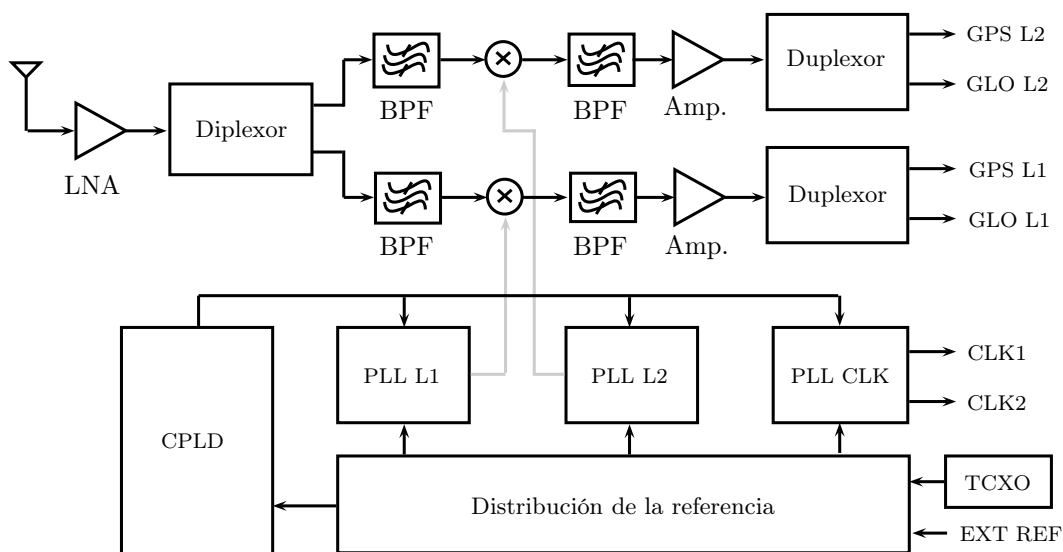 GPS L2
Duplexor
GLO L2
BPF
BPF
Amp.
Diplexor
LNA
GPS L1
Duplexor
GLO L1
BPF
BPF
Amp.
CLK1
PLL L1
PLL L2
PLL CLK
CLK2
CPLD
TCXO
Distribución de la referencia
EXT REF